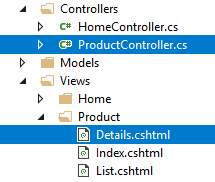 Controllers
C# HomeController.cs
C# ProductController.cs
Models
Views
Home
Product
Details.cshtml
Index.cshtml
List.cshtml